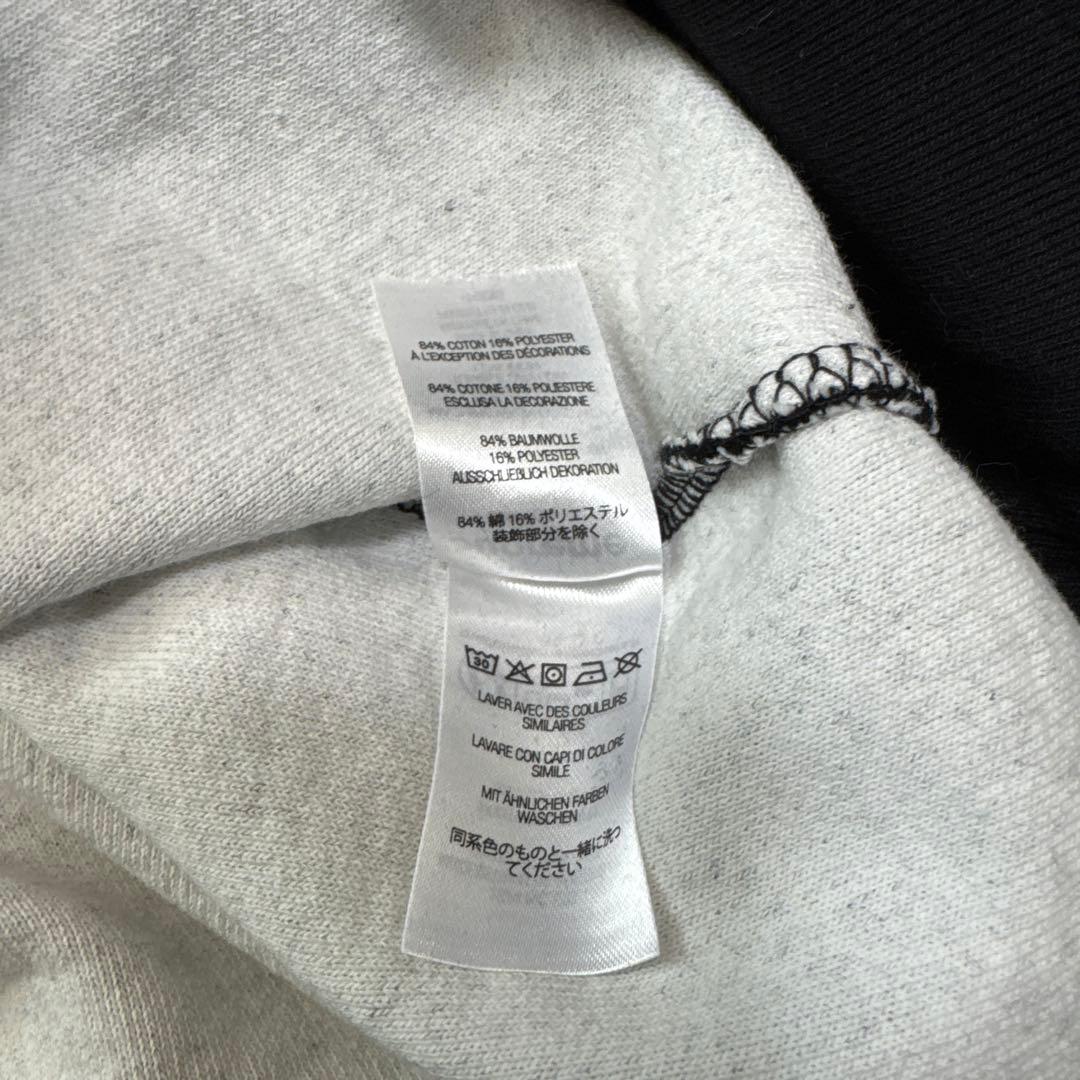 84% COTON 16% POLYESTER
À L'EXCEPTION DES DÉCORATIONS
84% COTONE 16% POLIESTERE
ESCLUSA LA DECORAZIONE
84% BAUMWOLLE
16% POLYESTER
AUSSCHLIEßLICH DEKORATION
84% 綿 16% ポリエステル
装飾部分を除く
30
LAVER AVEC DES COULEURS
SIMILAIRES
LAVARE CON CAPI DI COLORE
SIMILE
MIT ÄHNLICHEN FARBEN
WASCHEN
同系色のものと一緒に洗っ
てください